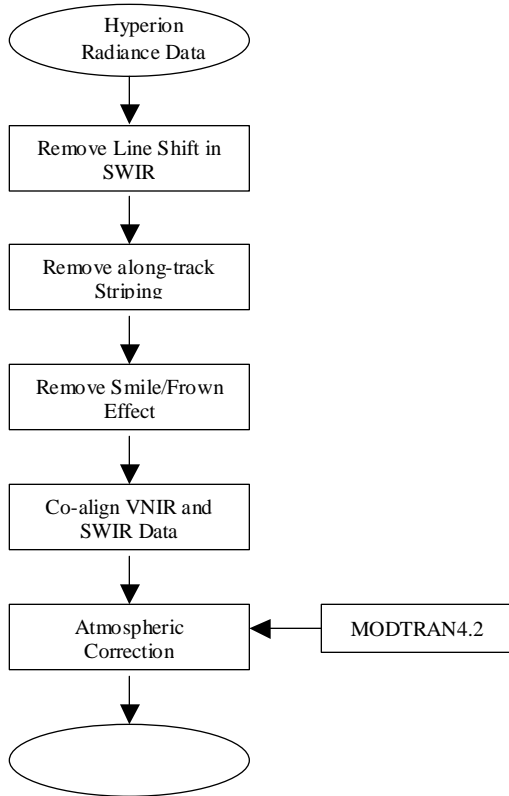 Hyperion
Radiance Data
Remove Line Shift in
SWIR
Remove along-track
Striping
Remove Smile/Frown
Effect
Co-align VNIR and
SWIR Data
Atmospheric
Correction
MODTRAN4.2